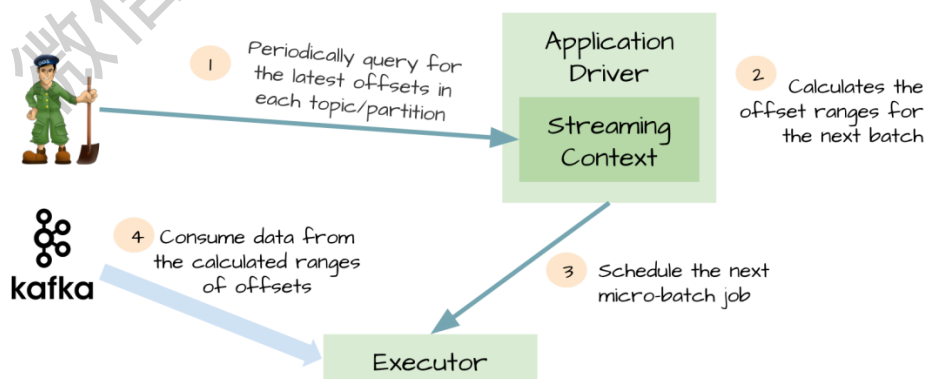 微信
1
Periodically query for
the latest offsets in
each topic/partition
Application
Driver
Streaming
Context
2
Calculates the
offset ranges for
the next batch
kafka
4
Consume data from
the calculated ranges
of offsets
3
Schedule the next
micro-batch job
Executor